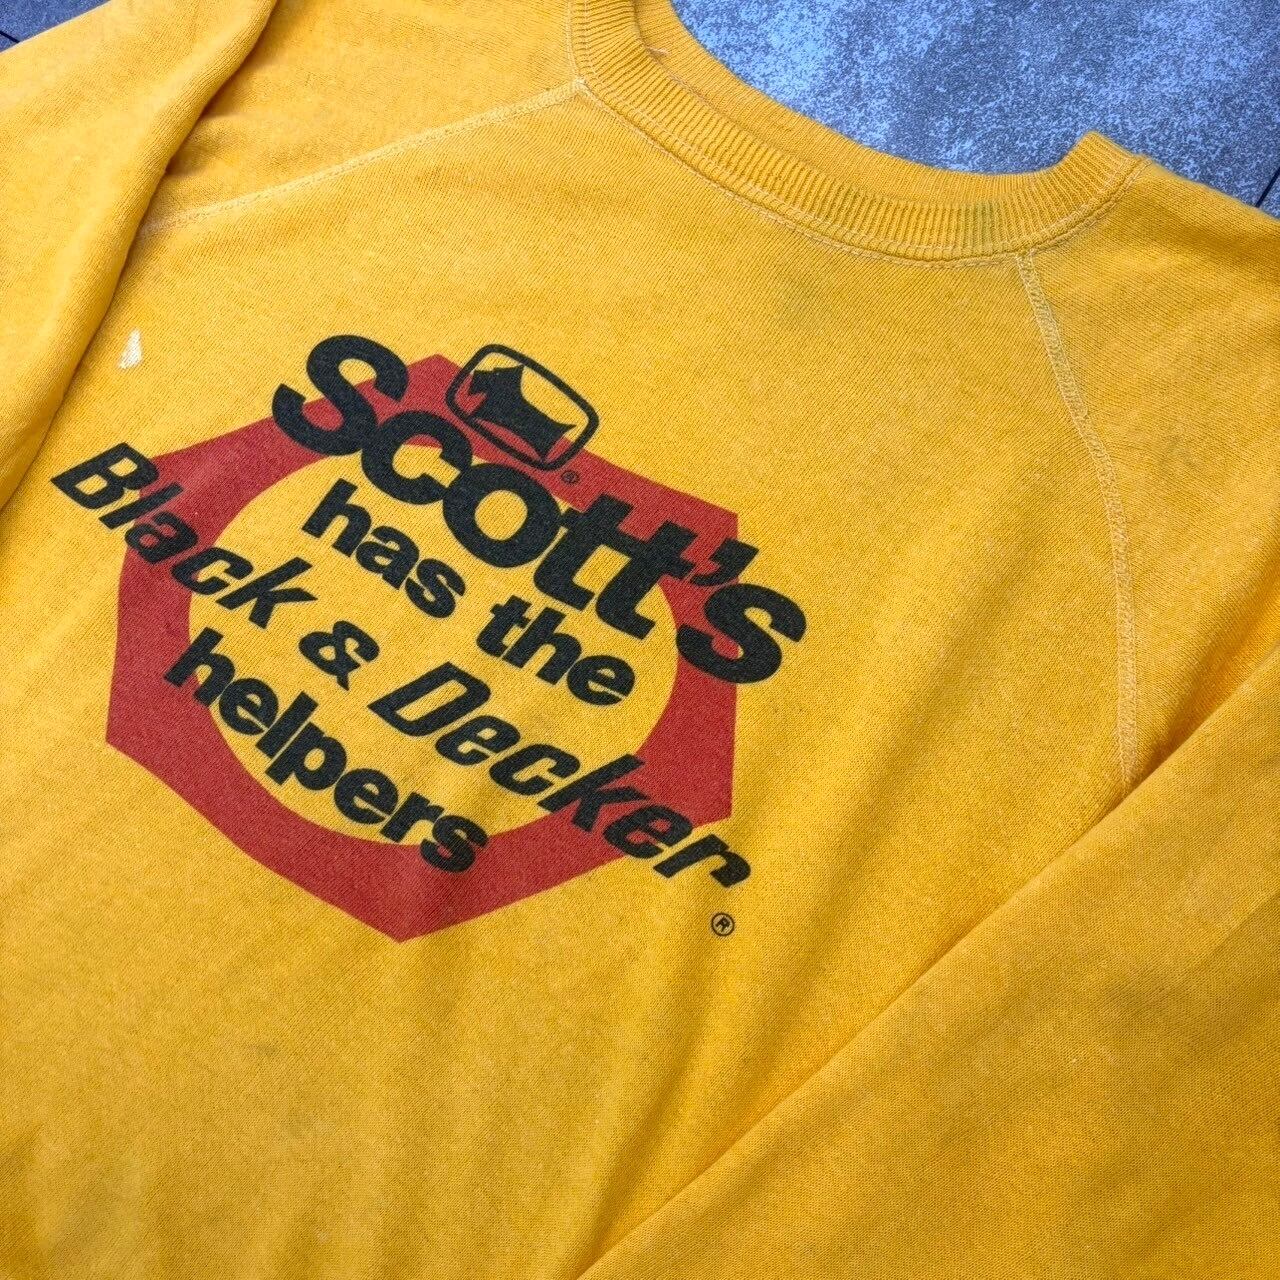 Scott's ®
has the
Black & Decker ®
helpers